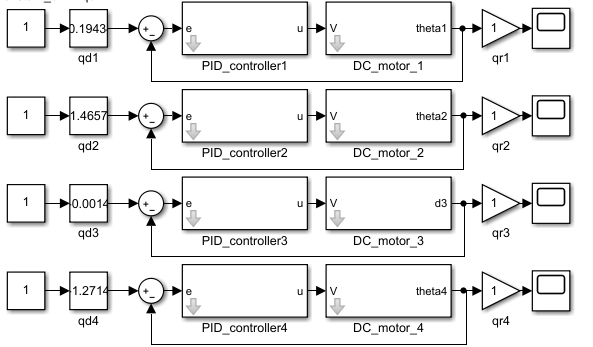 1 0.1943 +_ e u V theta1 1
qd1 PID_controller1 DC_motor_1 qr1
1 1.4657 +_ e u V theta2 1
qd2 PID_controller2 DC_motor_2 qr2
1 -0.0014 +_ e u V d3 1
qd3 PID_controller3 DC_motor_3 qr3
1 -1.2714 +_ e u V theta4 1
qd4 PID_controller4 DC_motor_4 qr4